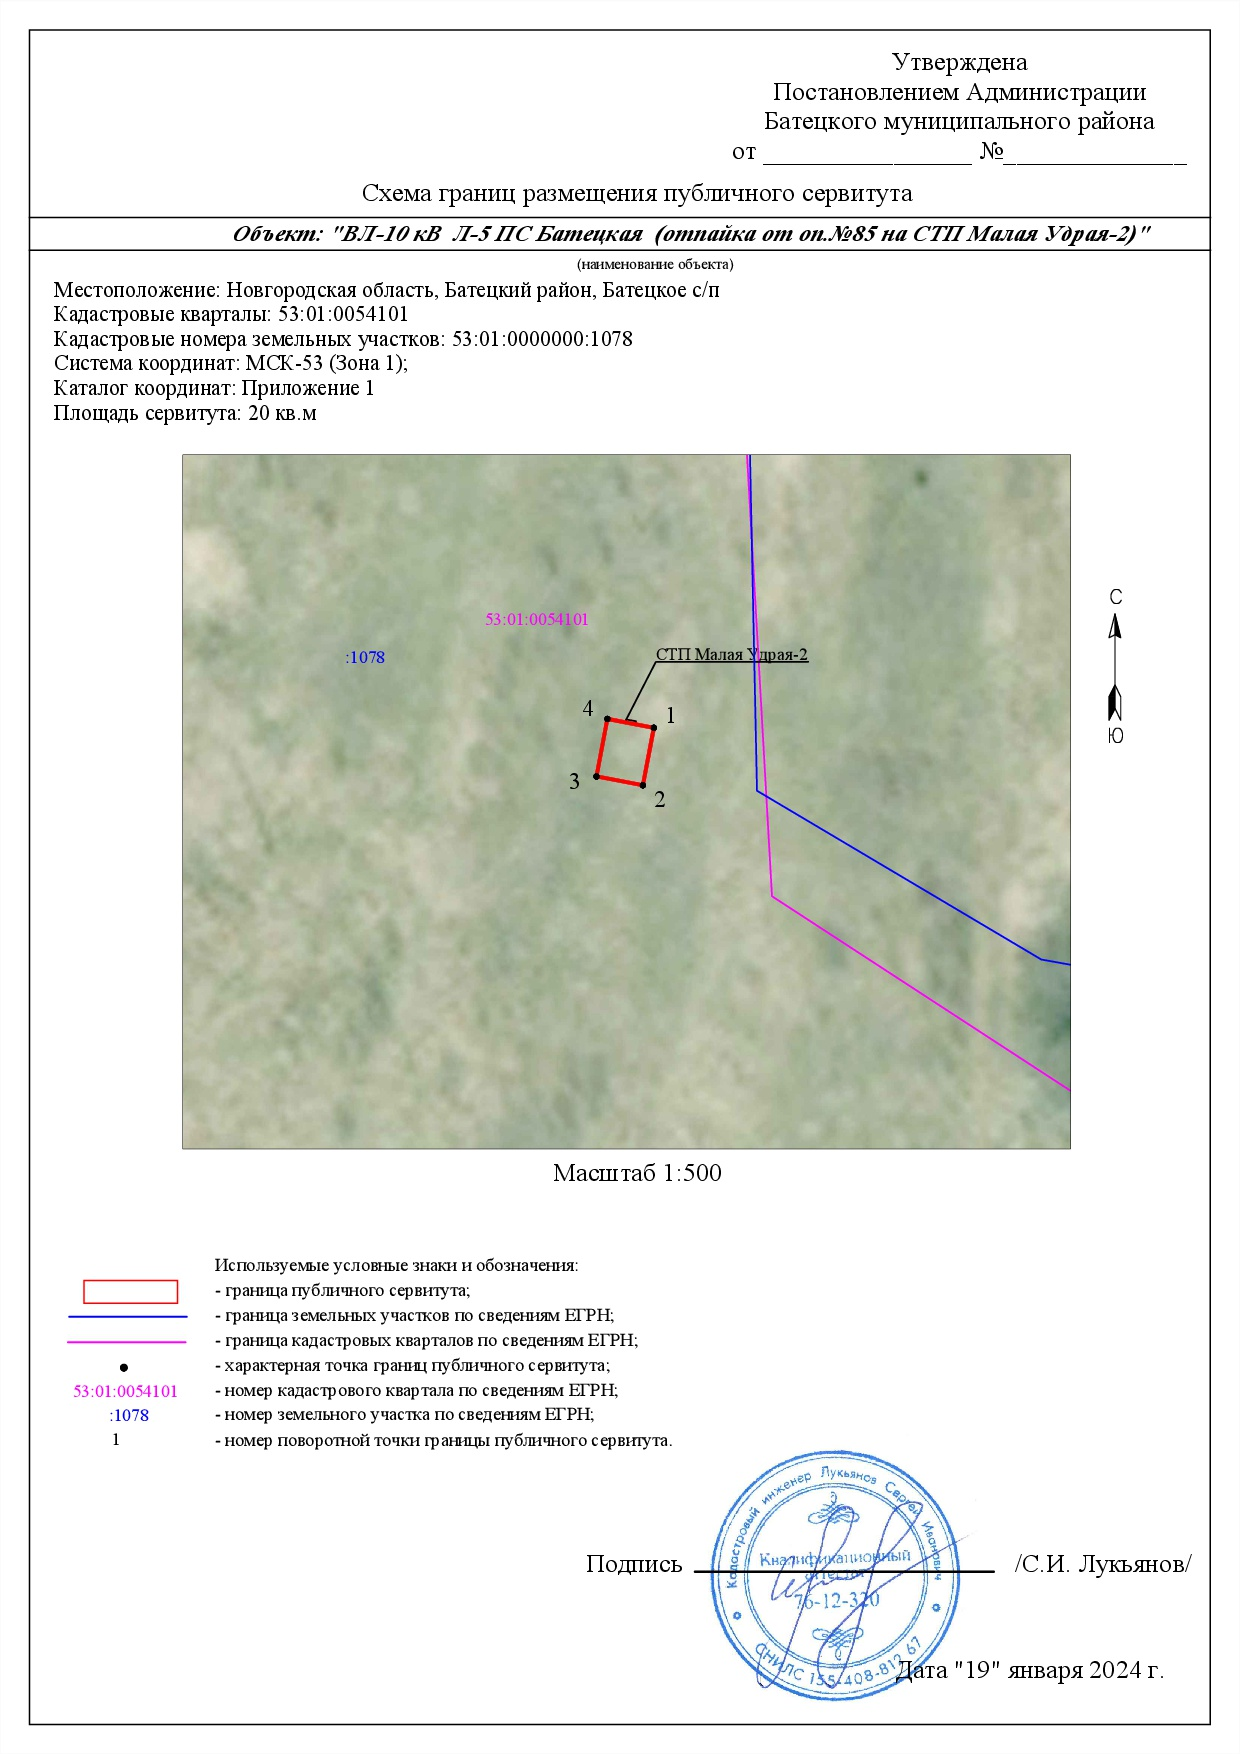 Утверждена
Постановлением Администрации
Батецкого муниципального района
от ________________ №______________
Схема границ размещения публичного сервитута
Объект: "ВЛ-10 кВ Л-5 ПС Батецкая (отпайка от оп.№85 на СТП Малая Удрая-2)"
(наименование объекта)
Местоположение: Новгородская область, Батецкий район, Батецкое с/п
Кадастровые кварталы: 53:01:0054101
Кадастровые номера земельных участков: 53:01:0000000:1078
Система координат: МСК-53 (Зона 1);
Каталог координат: Приложение 1
Площадь сервитута: 20 кв.м
53:01:0054101
:1078
СТП Малая Удрая-2
4
1
3
2
С
Ю
Масштаб 1:500
Используемые условные знаки и обозначения:
- граница публичного сервитута;
- граница земельных участков по сведениям ЕГРН;
- граница кадастровых кварталов по сведениям ЕГРН;
- характерная точка границ публичного сервитута;
53:01:0054101 - номер кадастрового квартала по сведениям ЕГРН;
:1078 - номер земельного участка по сведениям ЕГРН;
1 - номер поворотной точки границы публичного сервитута.
Кадастровый инженер Лукьянов Сергей Иванович
Квалификационный
аттестат
76-12-320
СНИЛС 155-408-812 67
Подпись /С.И. Лукьянов/
Дата "19" января 2024 г.